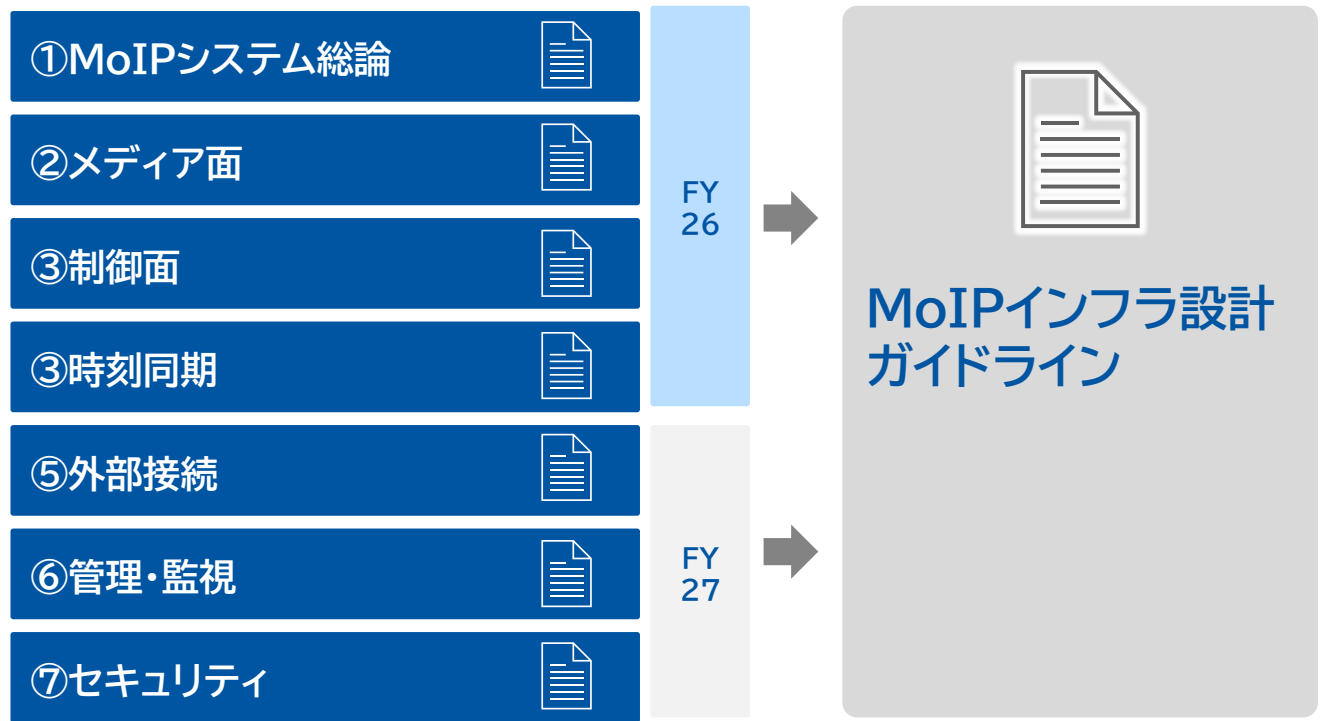 ①MoIPシステム総論
②メディア面
③制御面
③時刻同期
⑤外部接続
⑥管理・監視
⑦セキュリティ
FY
26
FY
27
MoIPインフラ設計
ガイドライン